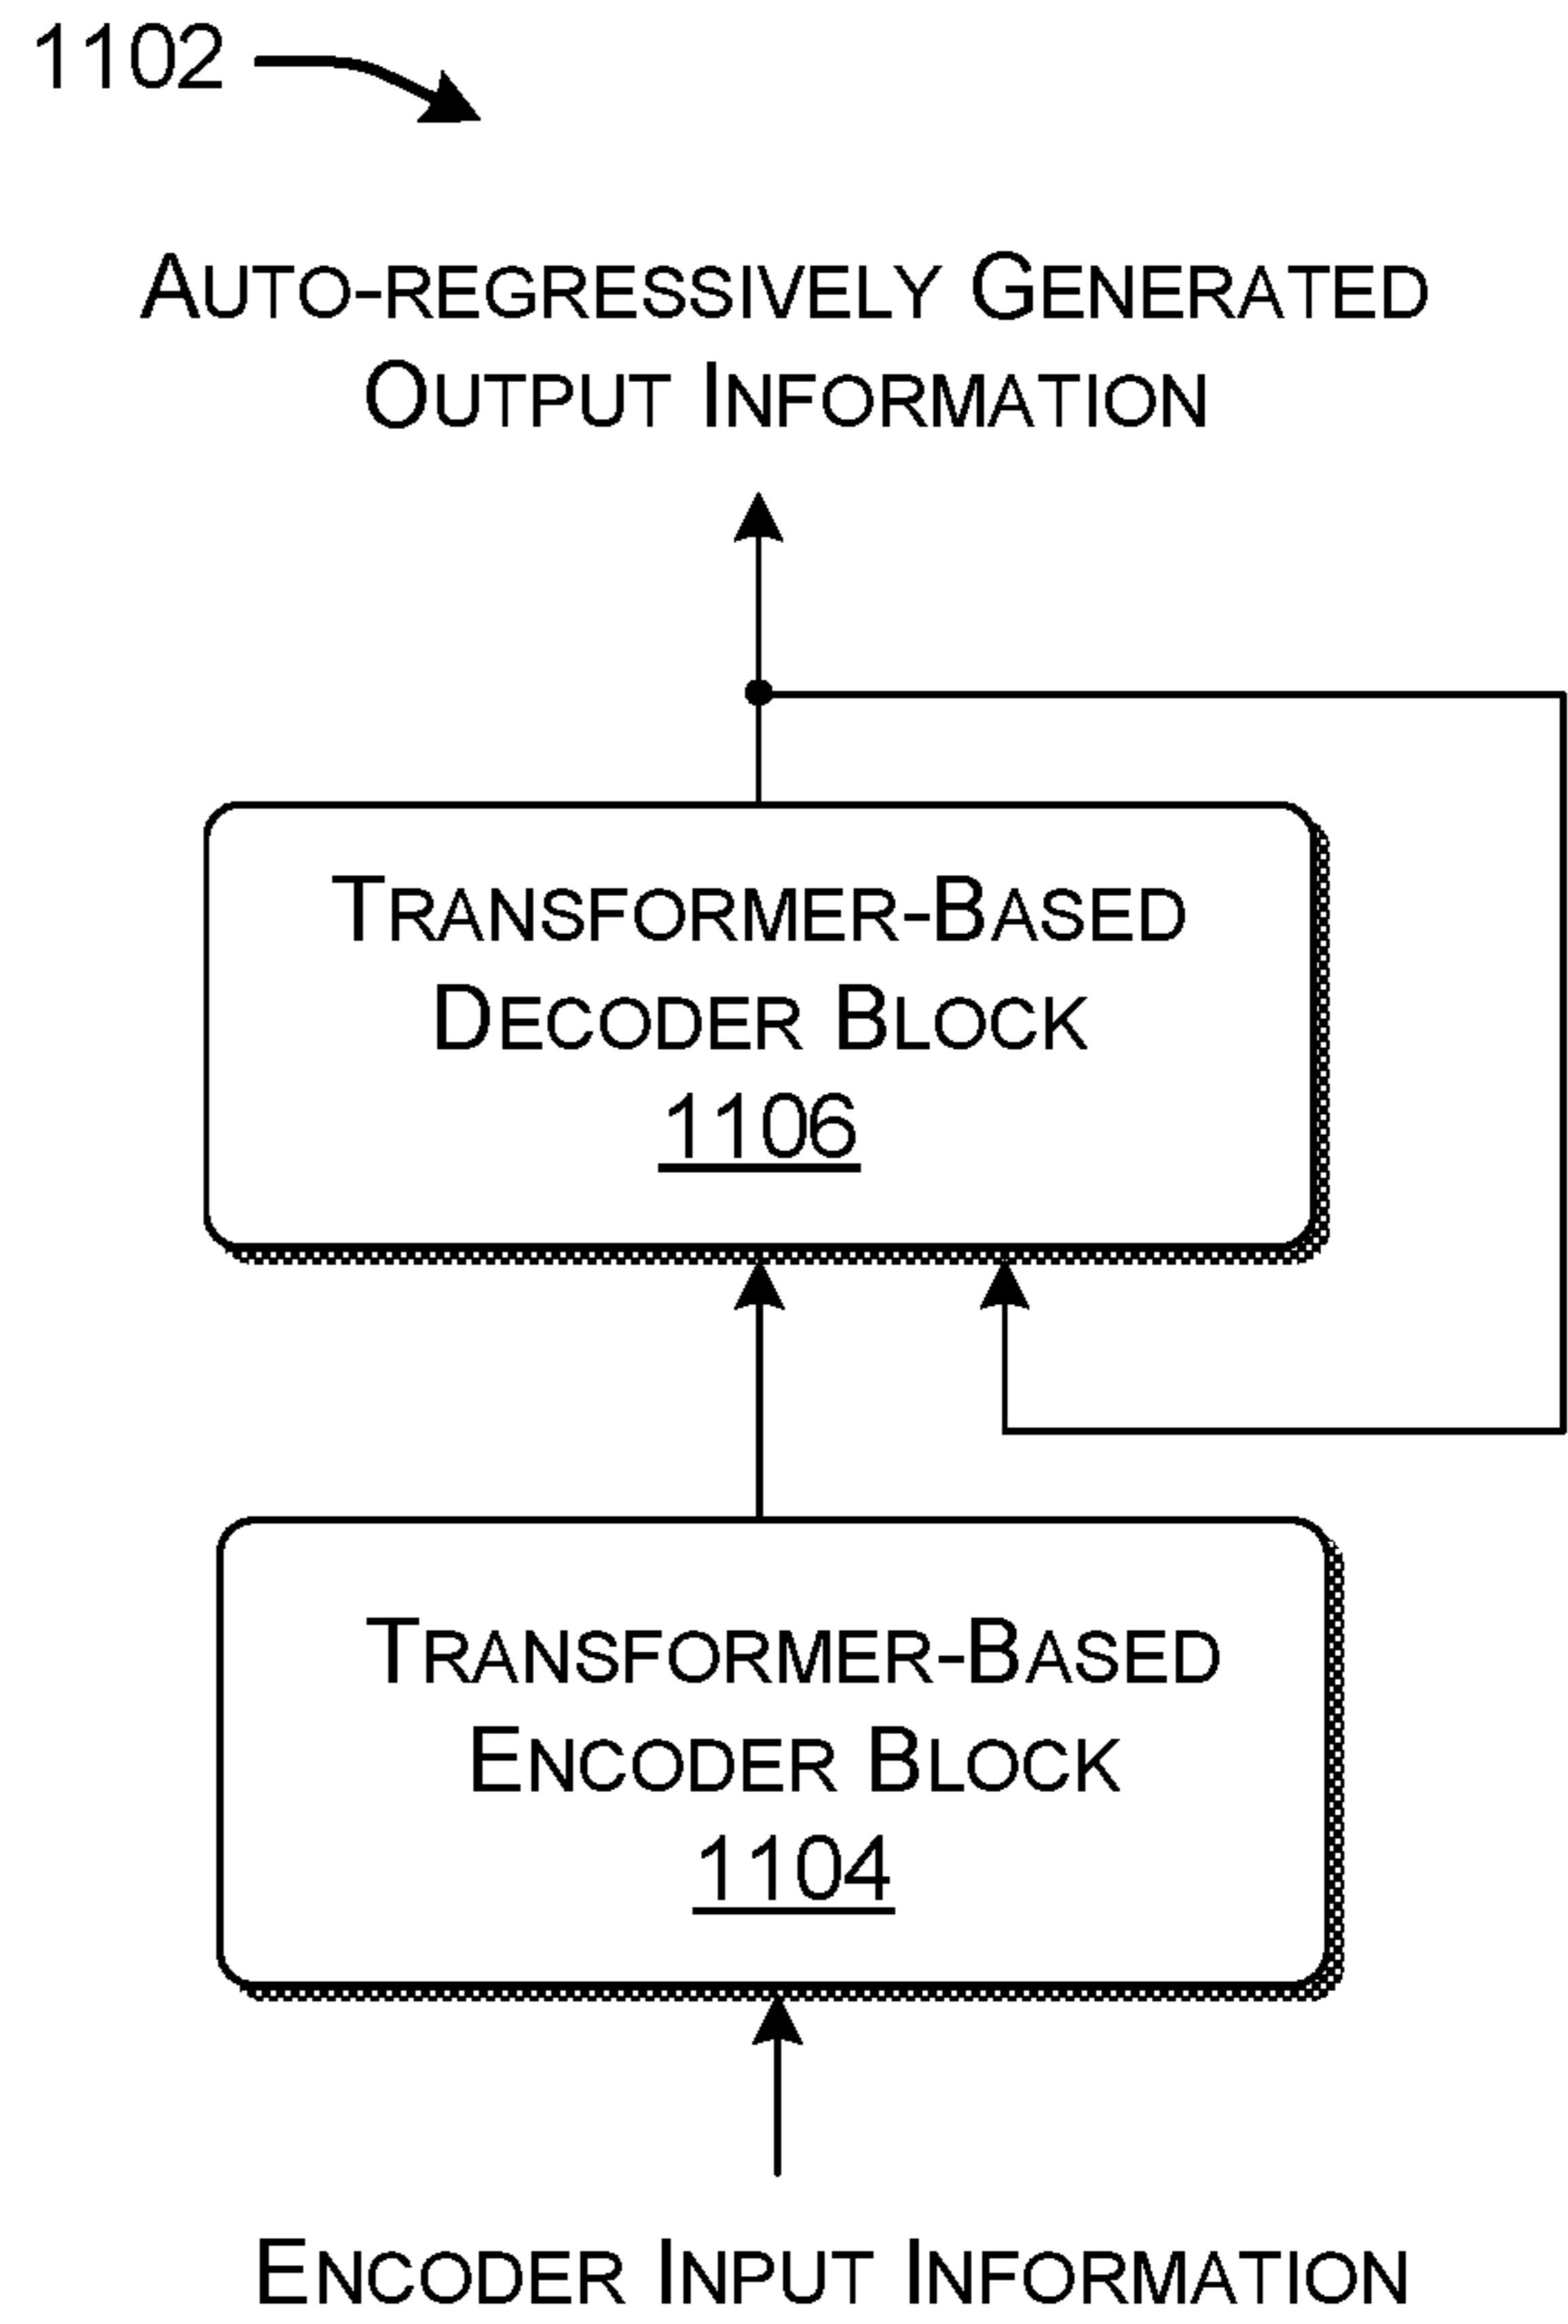 1102
AUTO-REGRESSIVELY GENERATED
OUTPUT INFORMATION
TRANSFORMER-BASED
DECODER BLOCK
1106
TRANSFORMER-BASED
ENCODER BLOCK
1104
ENCODER INPUT INFORMATION